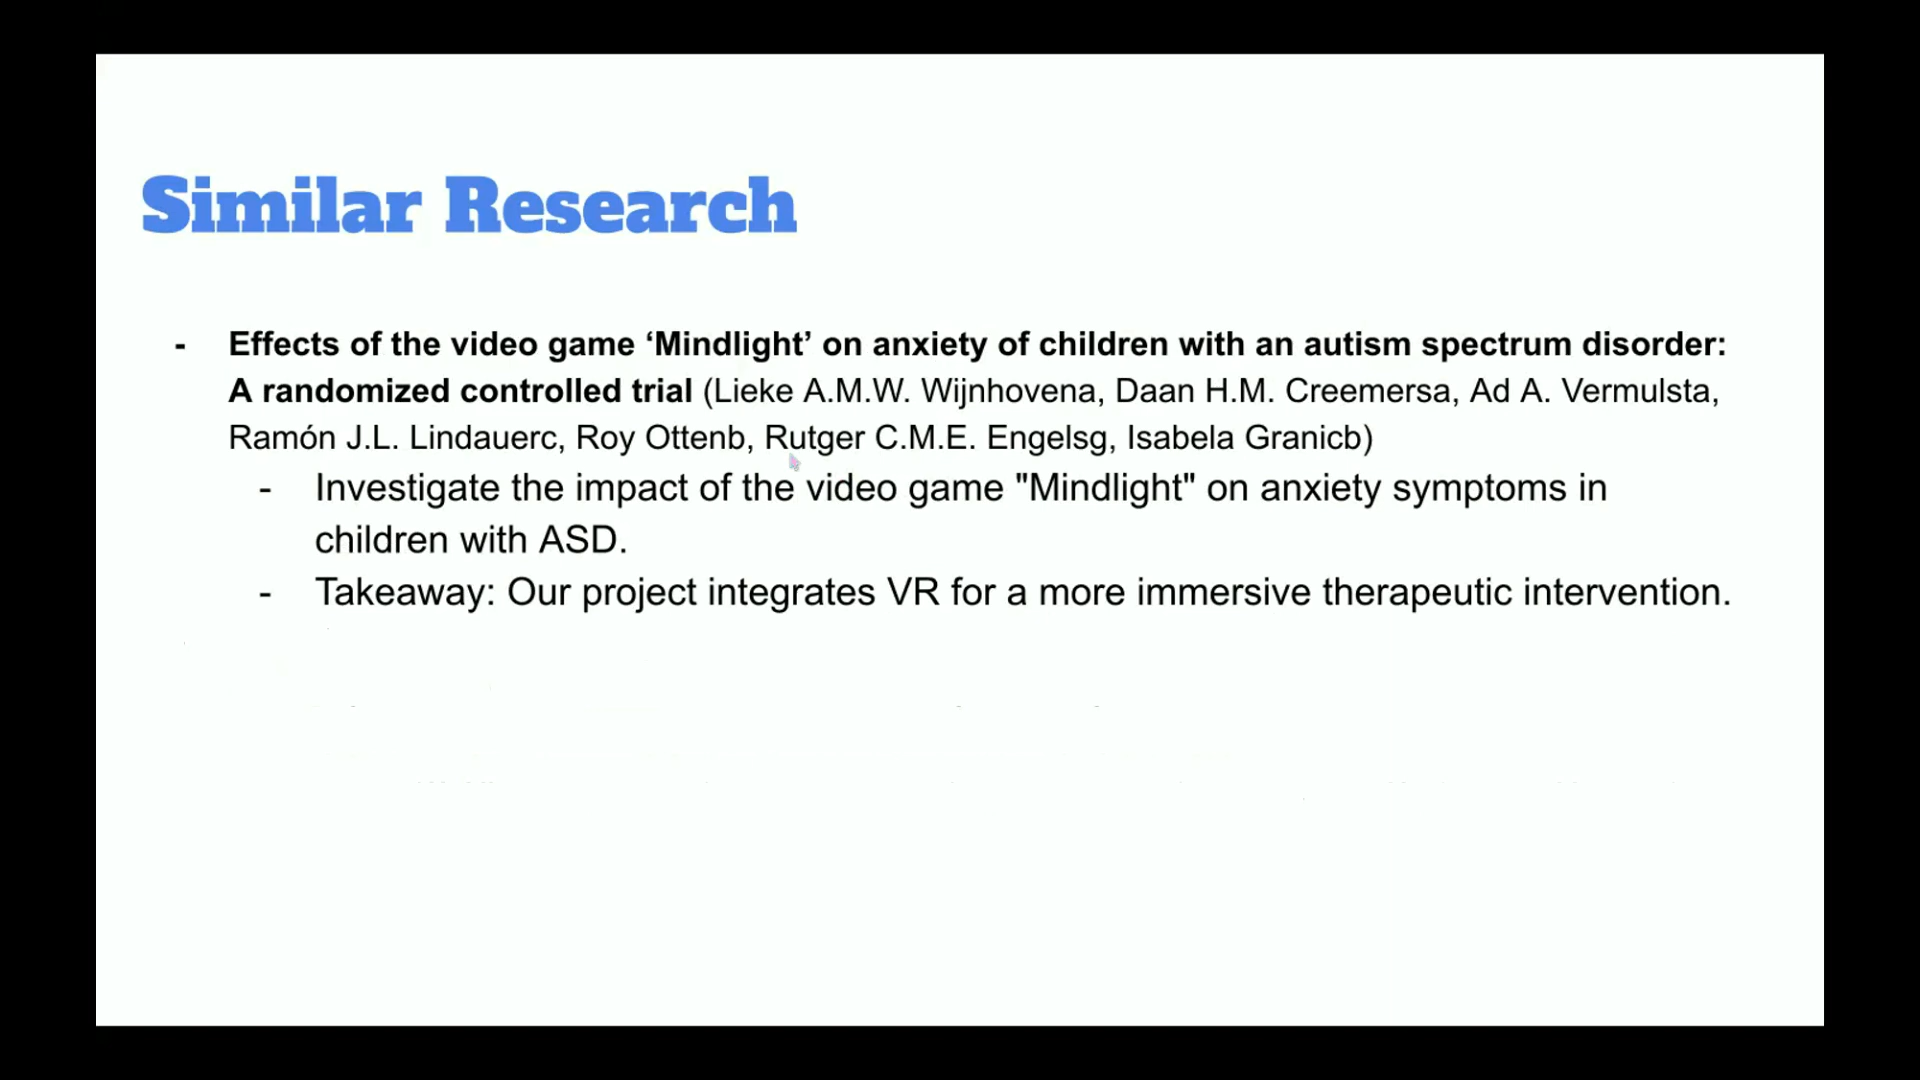 Similar Research
- Effects of the video game ‘Mindlight’ on anxiety of children with an autism spectrum disorder:
A randomized controlled trial (Lieke A.M.W. Wijnhovena, Daan H.M. Creemersa, Ad A. Vermulsta,
Ramón J.L. Lindauerc, Roy Ottenb, Rutger C.M.E. Engelsg, Isabela Granicb)
- Investigate the impact of the video game "Mindlight" on anxiety symptoms in
children with ASD.
- Takeaway: Our project integrates VR for a more immersive therapeutic intervention.